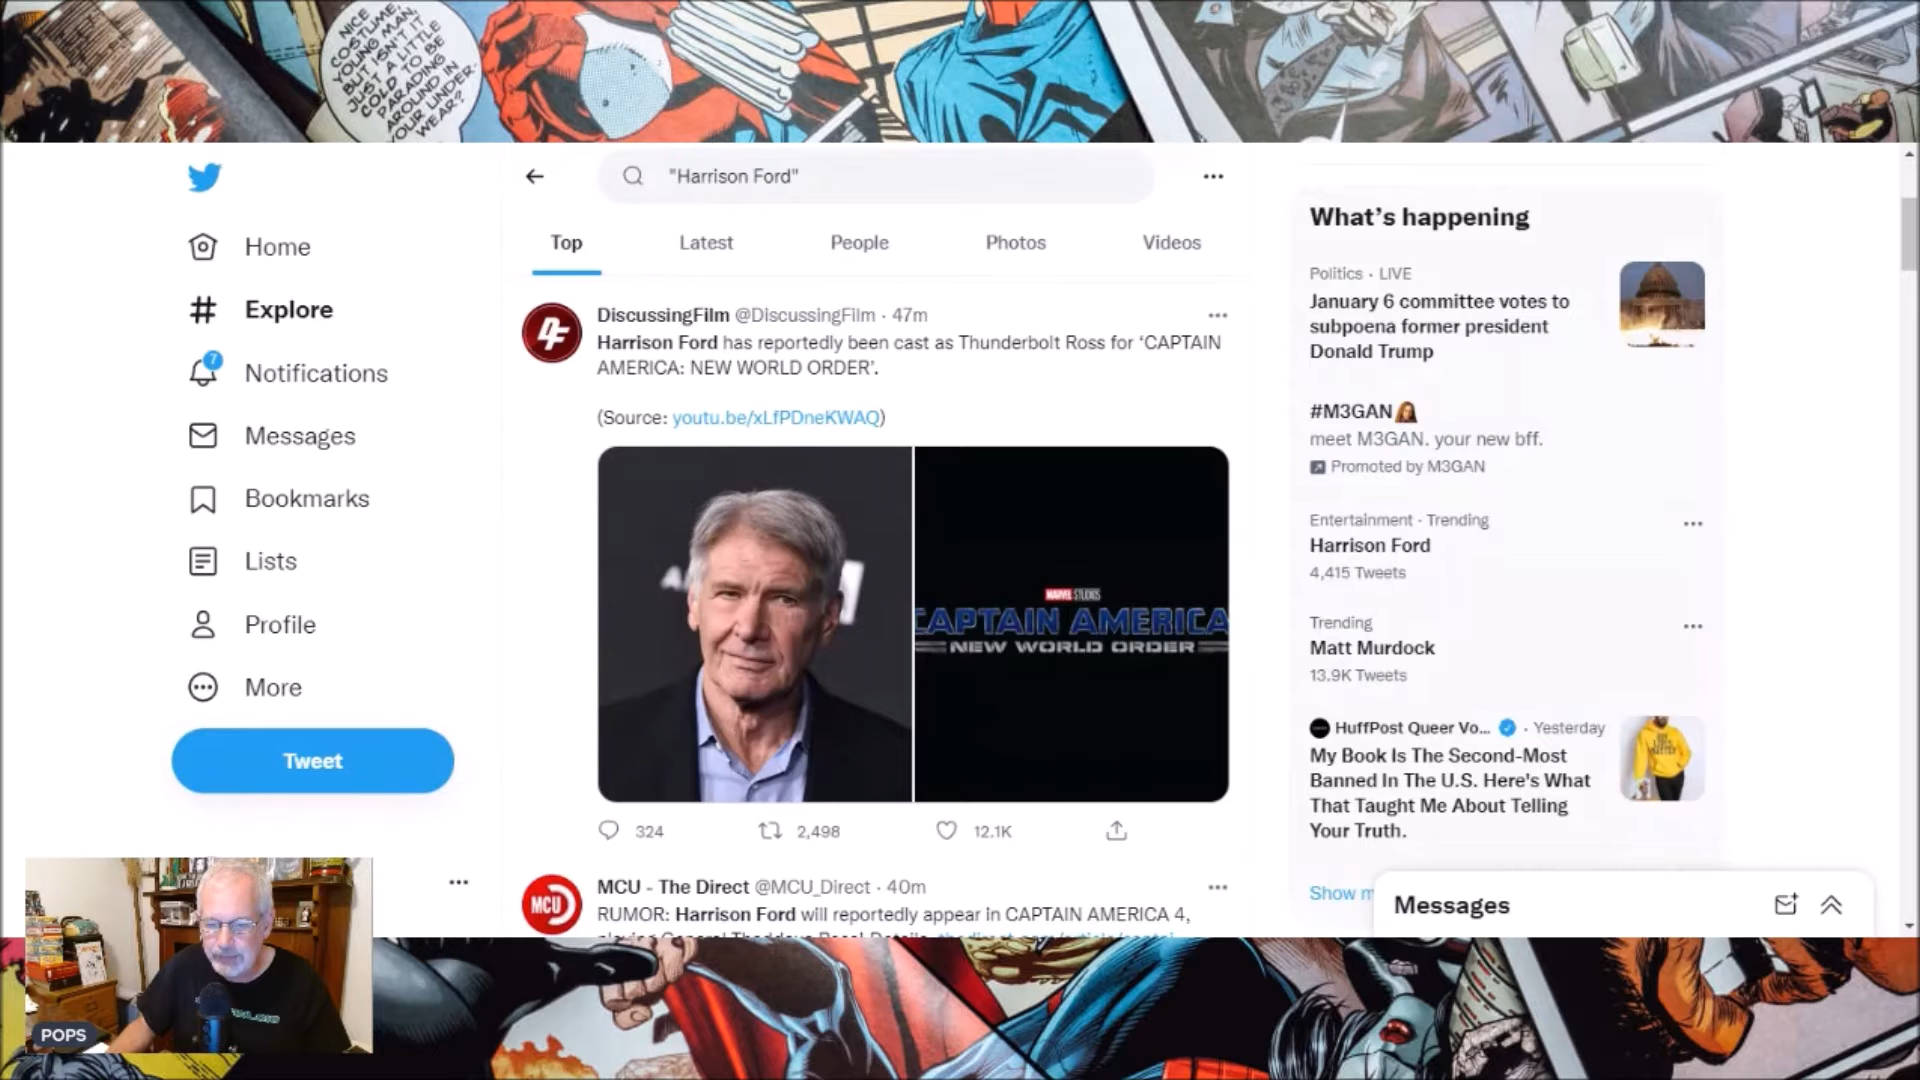 NICE
COSTUME,
YOUNG MAN,
BUT ISN'T IT
JUST A LITTLE
COLD TO BE
PARADING
AROUND IN
YOUR UNDER-
WEAR?
"Harrison Ford"
Top
Latest
People
Photos
Videos
Home
Explore
7
Notifications
Messages
Bookmarks
Lists
Profile
More
Tweet
DiscussingFilm @DiscussingFilm · 47m
Harrison Ford has reportedly been cast as Thunderbolt Ross for ‘CAPTAIN
AMERICA: NEW WORLD ORDER’.
(Source: youtu.be/xLfPDneKWAQ)
MARVEL STUDIOS
CAPTAIN AMERICA
NEW WORLD ORDER
324
2,498
12.1K
MCU
MCU - The Direct @MCU_Direct · 40m
RUMOR: Harrison Ford will reportedly appear in CAPTAIN AMERICA 4,
What’s happening
Politics · LIVE
January 6 committee votes to
subpoena former president
Donald Trump
#M3GAN
meet M3GAN. your new bff.
Promoted by M3GAN
Entertainment · Trending
Harrison Ford
4,415 Tweets
Trending
Matt Murdock
13.9K Tweets
HuffPost Queer Vo... · Yesterday
My Book Is The Second-Most
Banned In The U.S. Here's What
That Taught Me About Telling
Your Truth.
Show
Messages
POPS